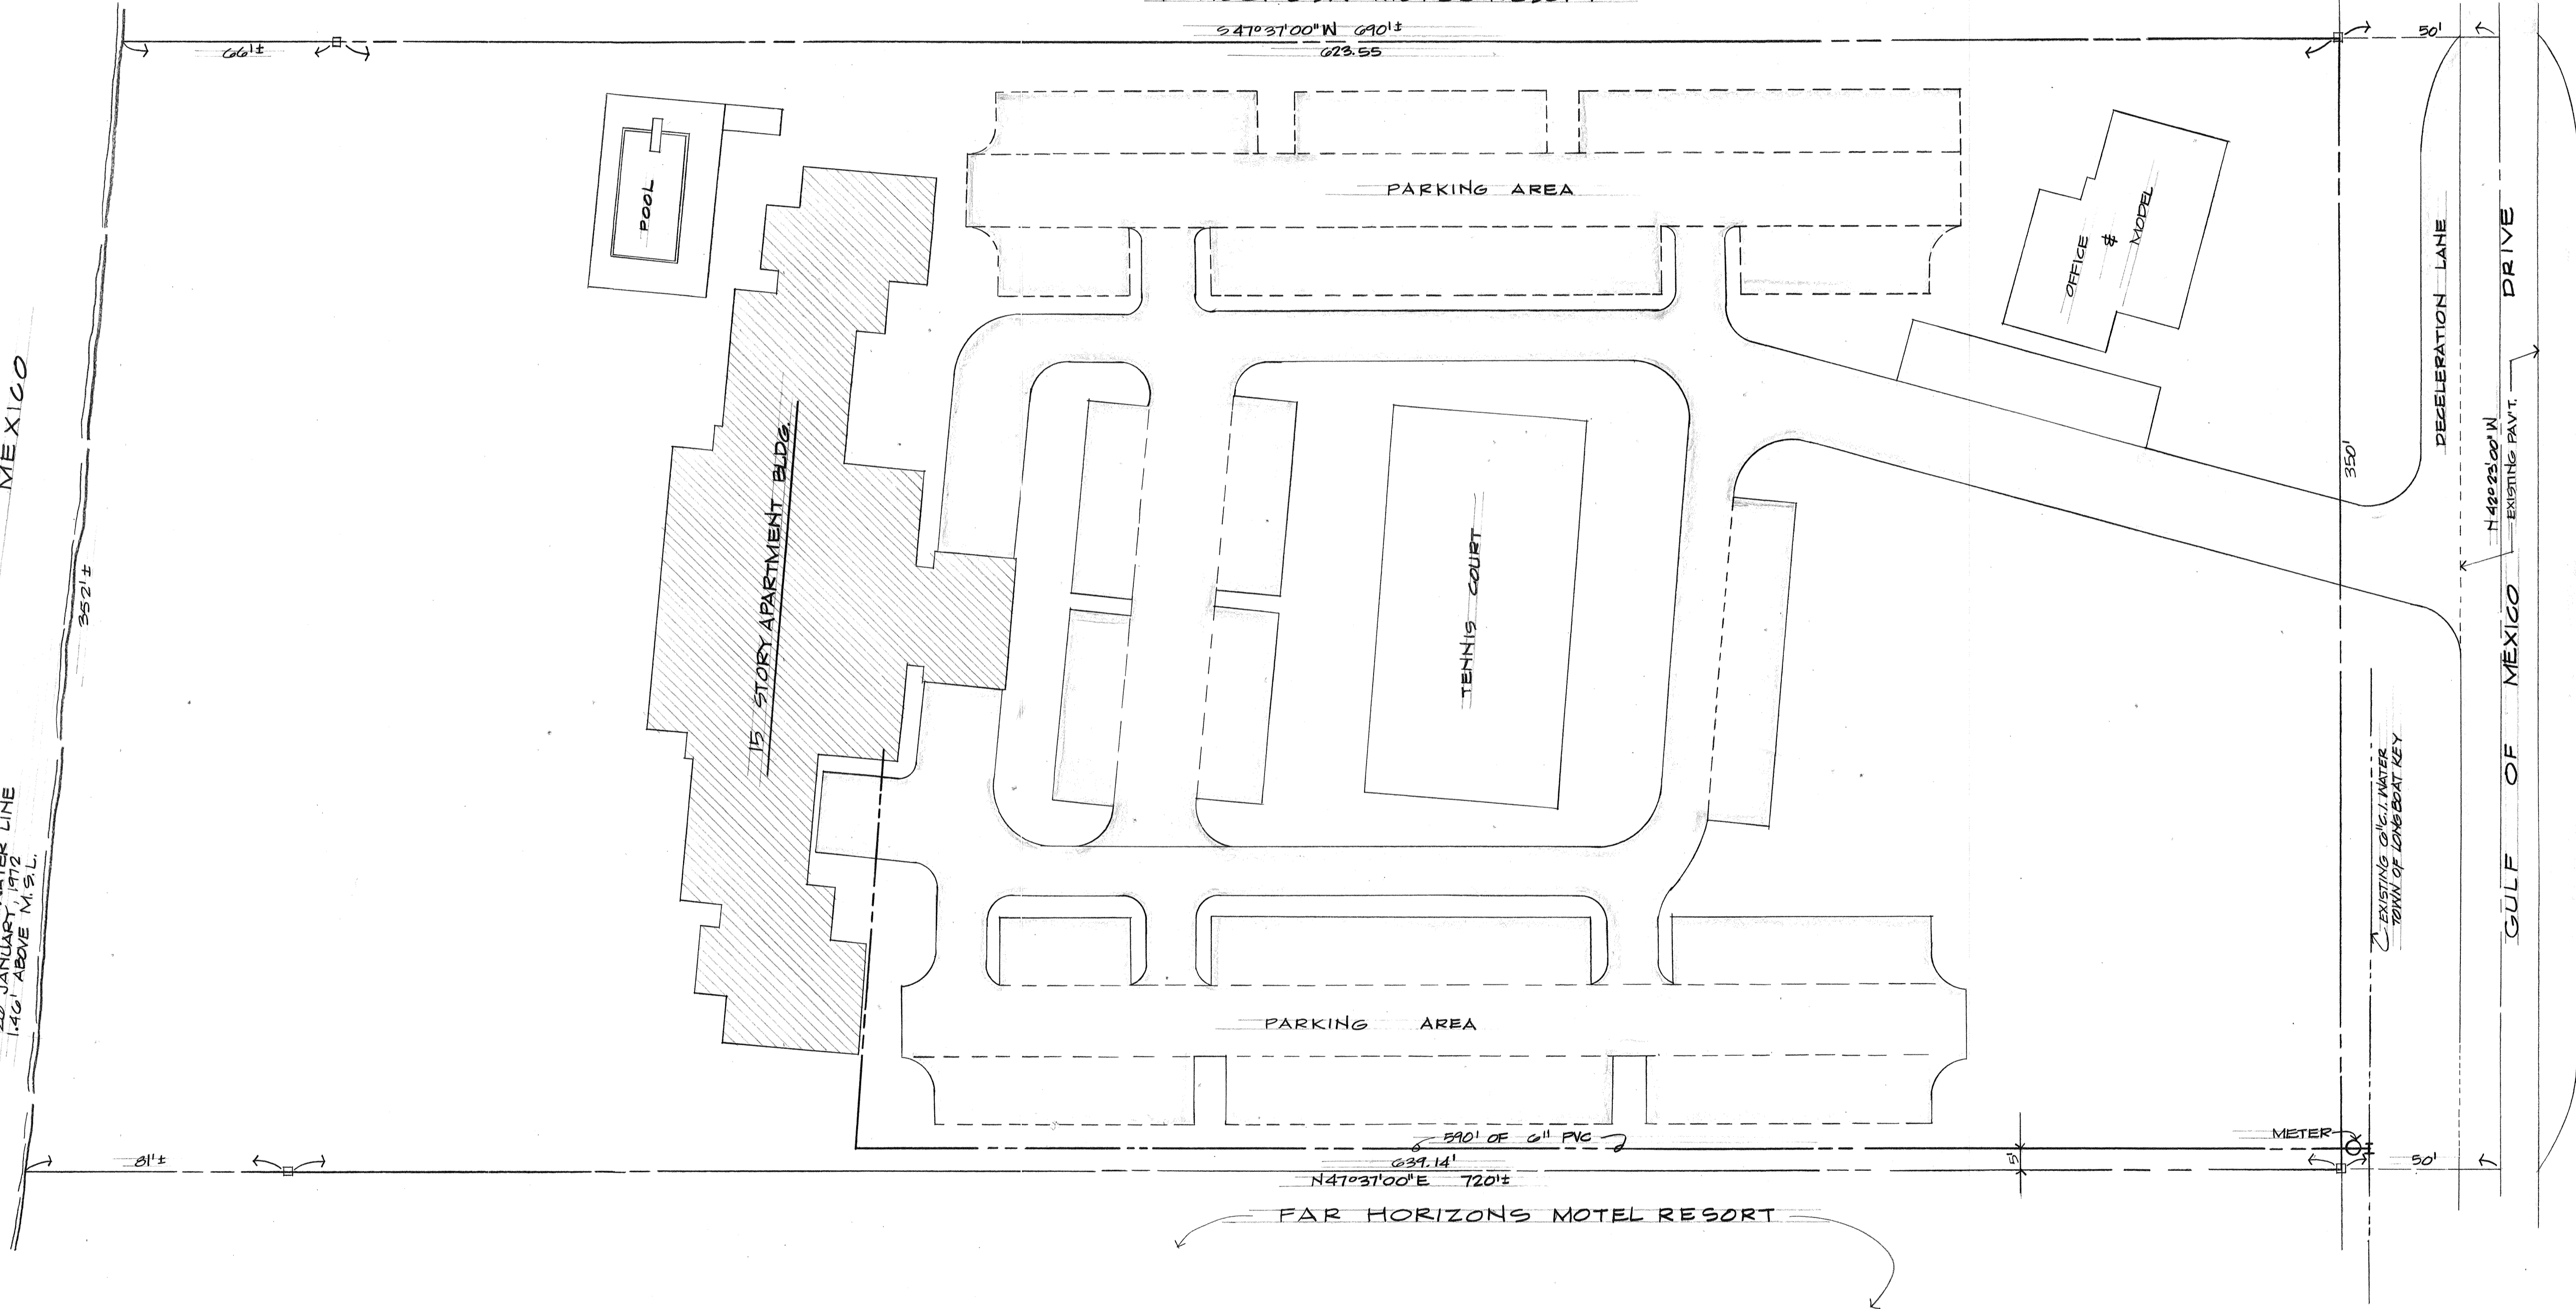 S47°37'00"W 690'±
623.55
66'±
50'
POOL
PARKING AREA
OFFICE
&
MODEL
DECELERATION LANE
GULF OF MEXICO DRIVE
N42°23'00"W
EXISTING PAV'T.
350'
MEXICO
352'±
15 STORY APARTMENT BLDG.
TENNIS COURT
EXISTING 6" C.I. WATER
TOWN OF LONGBOAT KEY
LINE
JANUARY, 1972
1.46' ABOVE M.S.L.
PARKING AREA
590' OF 6" PVC
METER
81'±
639.14'
5'
50'
N47°37'00"E 720'±
FAR HORIZONS MOTEL RESORT